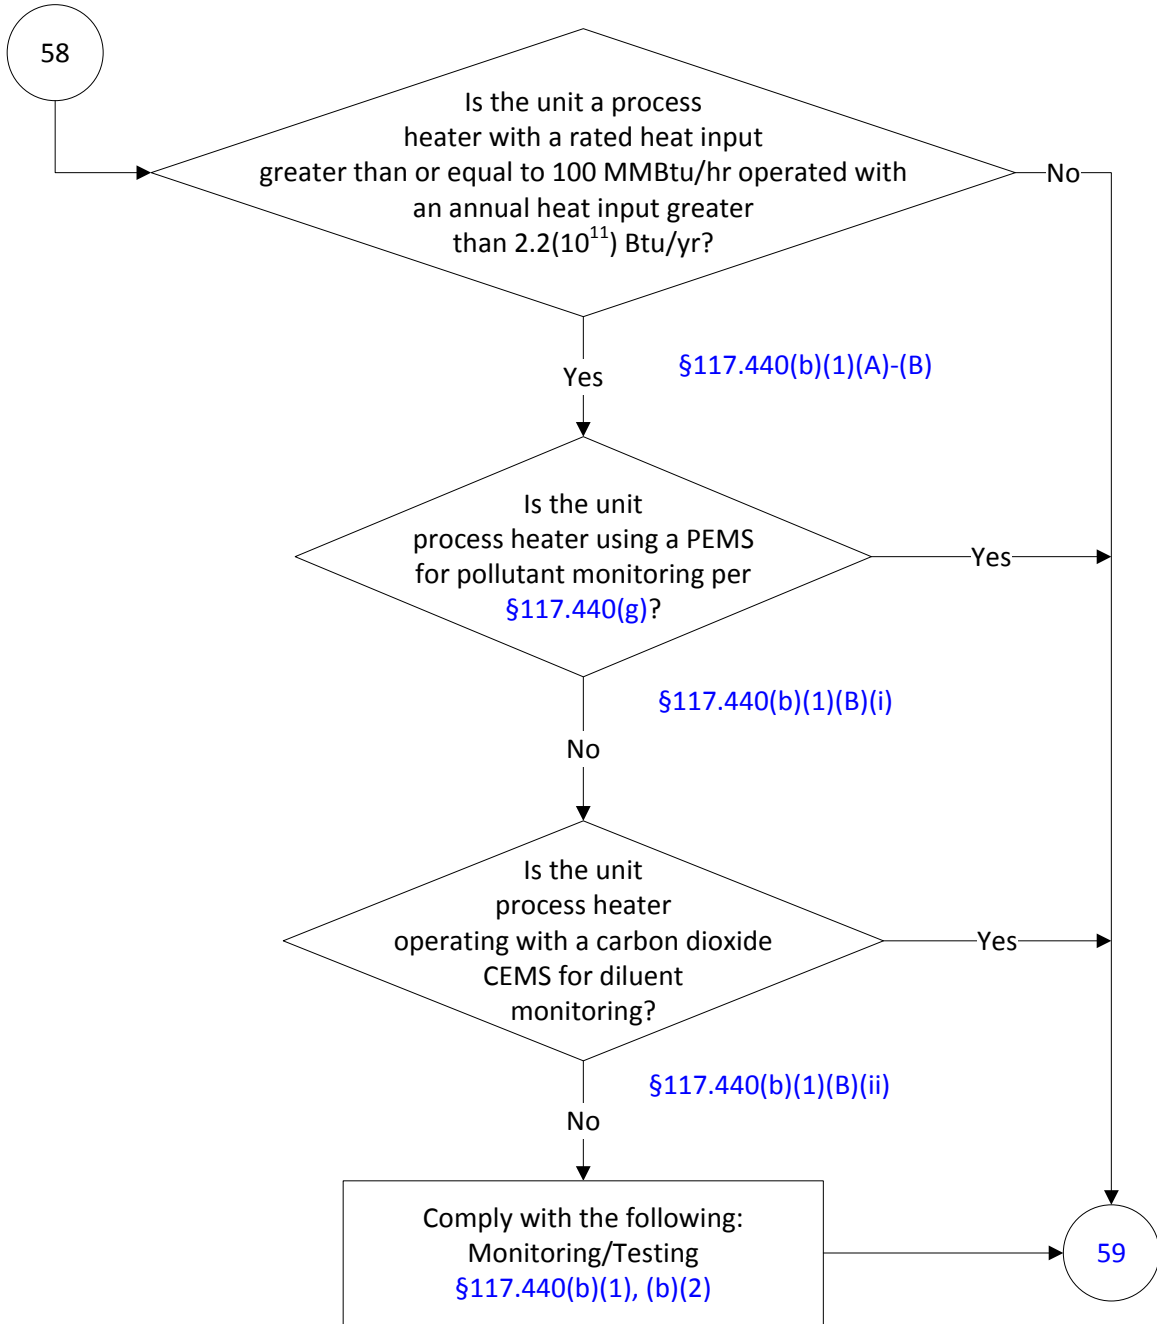 58
Is the unit a process
heater with a rated heat input
greater than or equal to 100 MMBtu/hr operated with
an annual heat input greater
than 2.2(10¹¹) Btu/yr?
No
Yes
§117.440(b)(1)(A)-(B)
Is the unit
process heater using a PEMS
for pollutant monitoring per
§117.440(g)?
Yes
§117.440(b)(1)(B)(i)
No
Is the unit
process heater
operating with a carbon dioxide
CEMS for diluent
monitoring?
Yes
§117.440(b)(1)(B)(ii)
No
Comply with the following:
Monitoring/Testing
§117.440(b)(1), (b)(2)
59